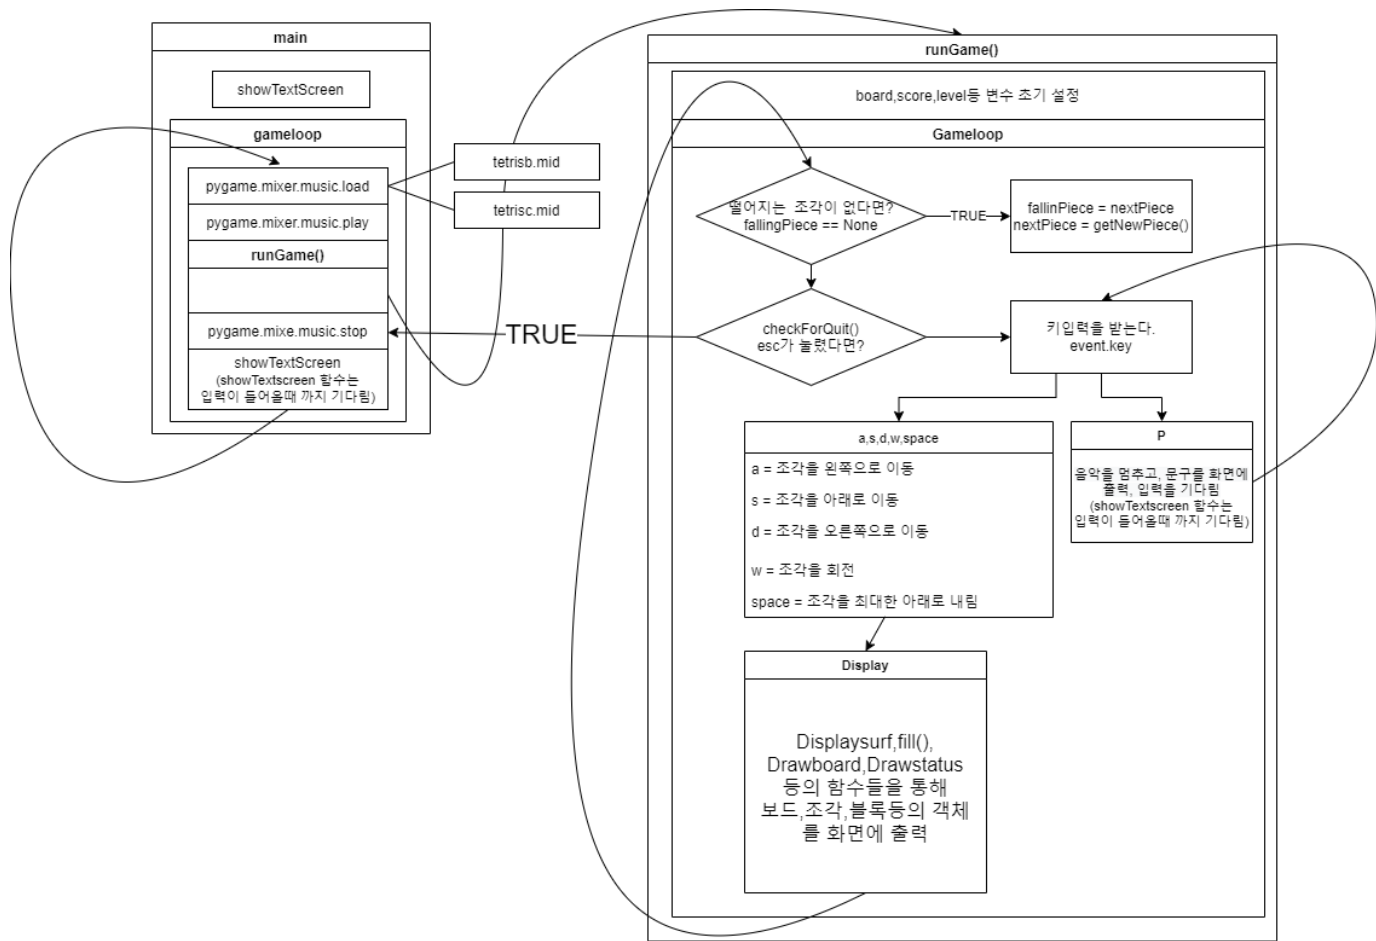 main
showTextScreen
gameloop
pygame.mixer.music.load
pygame.mixer.music.play
runGame()
pygame.mixe.music.stop
showTextScreen
(showTextscreen 함수는
입력이 들어올때 까지 기다림)
tetrisb.mid
tetrisc.mid
runGame()
board,score,level등 변수 초기 설정
Gameloop
떨어지는 조각이 없다면?
fallingPiece == None
TRUE
fallinPiece = nextPiece
nextPiece = getNewPiece()
checkForQuit()
esc가 눌렸다면?
TRUE
키입력을 받는다.
event.key
a,s,d,w,space
a = 조각을 왼쪽으로 이동
s = 조각을 아래로 이동
d = 조각을 오른쪽으로 이동
w = 조각을 회전
space = 조각을 최대한 아래로 내림
P
음악을 멈추고, 문구를 화면에
출력, 입력을 기다림
(showTextscreen 함수는
입력이 들어올때 까지 기다림)
Display
Displaysurf,fill(),
Drawboard,Drawstatus
등의 함수들을 통해
보드,조각,블록등의 객체
를 화면에 출력